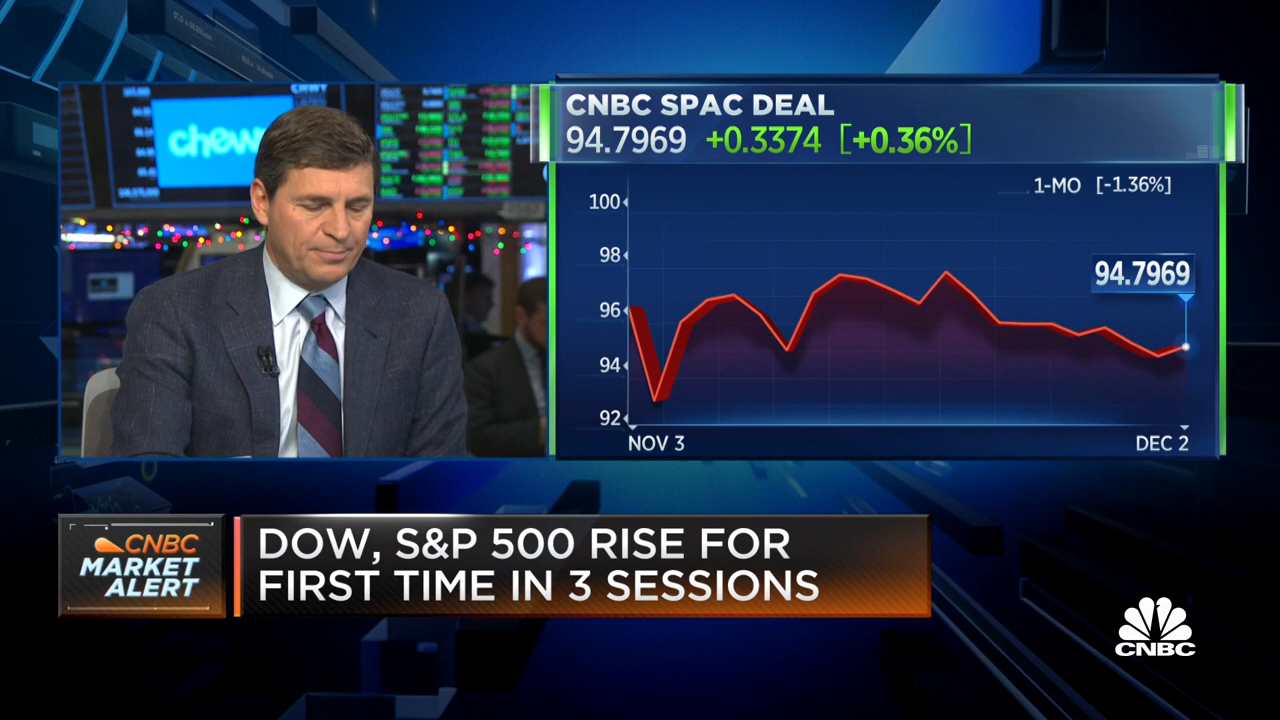 chewy
CNBC SPAC DEAL
94.7969 +0.3374 [+0.36%]
1-MO [-1.36%]
100
98
96
94
92
94.7969
NOV 3
DEC 2
CNBC
MARKET
ALERT
DOW, S&P 500 RISE FOR
FIRST TIME IN 3 SESSIONS
CNBC